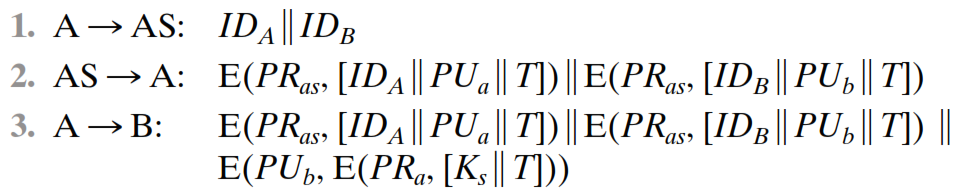 1. A → AS: ID_A || ID_B
2. AS → A: E(PR_as, [ID_A || PU_a || T]) || E(PR_as, [ID_B || PU_b || T])
3. A → B: E(PR_as, [ID_A || PU_a || T]) || E(PR_as, [ID_B || PU_b || T]) ||
E(PU_b, E(PR_a, [K_s || T]))